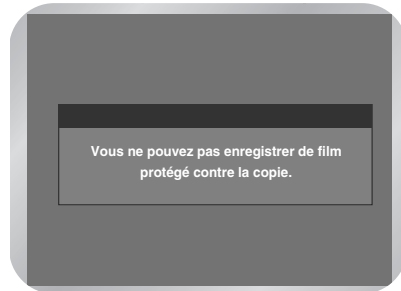 Vous ne pouvez pas enregistrer de film
protégé contre la copie.